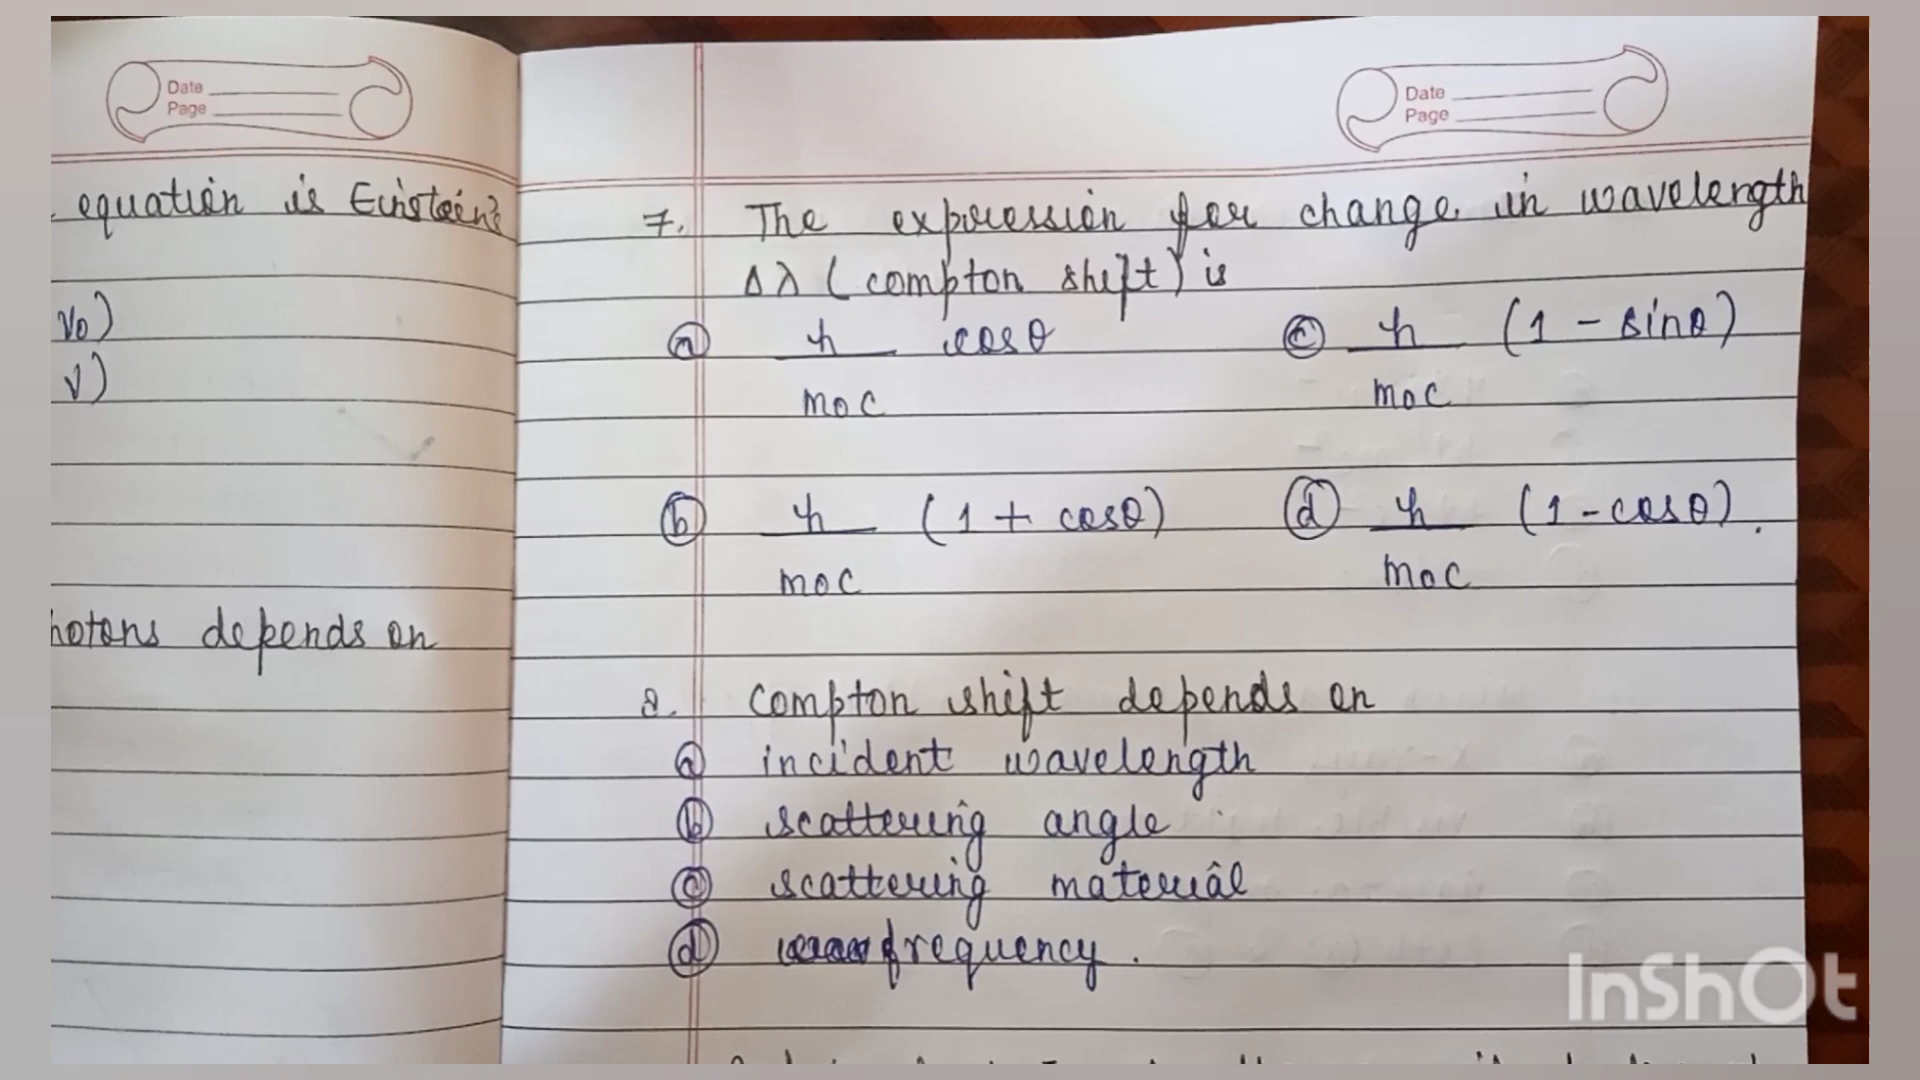 Date
Page
equation is Einstein's
v₀)
v)
hotons depends on
Date
Page
7. The expression for change in wavelength
Δλ (compton shift) is
(a) h/m₀c cosθ (c) h/m₀c (1 - sinθ)
(b) h/m₀c (1 + cosθ) (d) h/m₀c (1 - cosθ).
8. Compton shift depends on
(a) incident wavelength
(b) scattering angle
(c) scattering material
(d) frequency.
InShOt